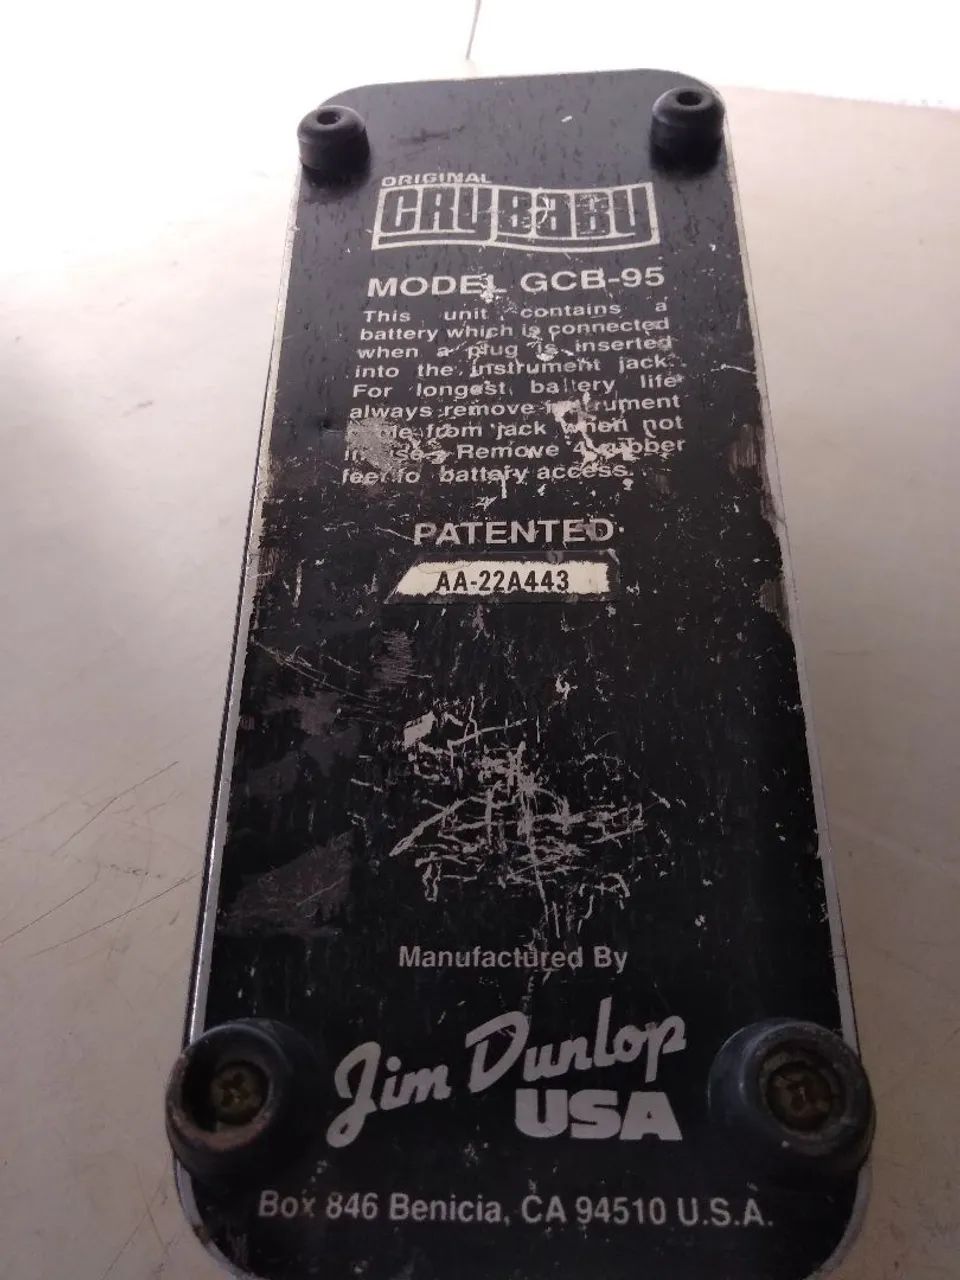 ORIGINAL
CRYBABY
MODEL GCB-95
This unit contains a
battery which is connected
when a plug is inserted
into the instrument jack.
For longest battery life
always remove instrument
from jack when not
Remove 4 rubber
battery access.
PATENTED
AA-22A443
Manufactured By
Jim Dunlop
USA
Box 846 Benicia, CA 94510 U.S.A.